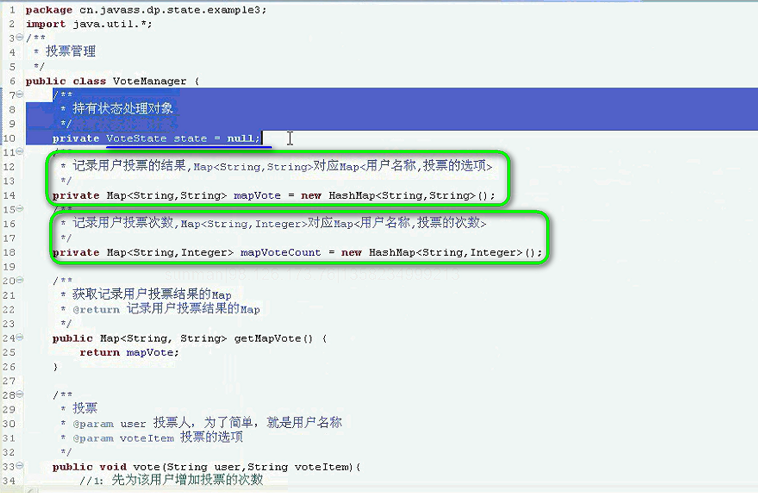 1 package cn.javass.dp.state.example3;
2 import java.util.*;
3 /**
4  * 投票管理
5  */
6 public class VoteManager {
7     /**
8      * 持有状态处理对象
9      */
10     private VoteState state = null;
11     /**
12      * 记录用户投票的结果,Map<String,String>对应Map<用户名称,投票的选项>
13      */
14     private Map<String,String> mapVote = new HashMap<String,String>();
15     /**
16      * 记录用户投票次数,Map<String,Integer>对应Map<用户名称,投票的次数>
17      */
18     private Map<String,Integer> mapVoteCount = new HashMap<String,Integer>();
19
20     /**
21      * 获取记录用户投票结果的Map
22      * @return 记录用户投票结果的Map
23      */
24     public Map<String, String> getMapVote() {
25         return mapVote;
26     }
27
28     /**
29      * 投票
30      * @param user 投票人，为了简单，就是用户名称
31      * @param voteItem 投票的选项
32      */
33     public void vote(String user,String voteItem){
34         //1: 先为该用户增加投票的次数